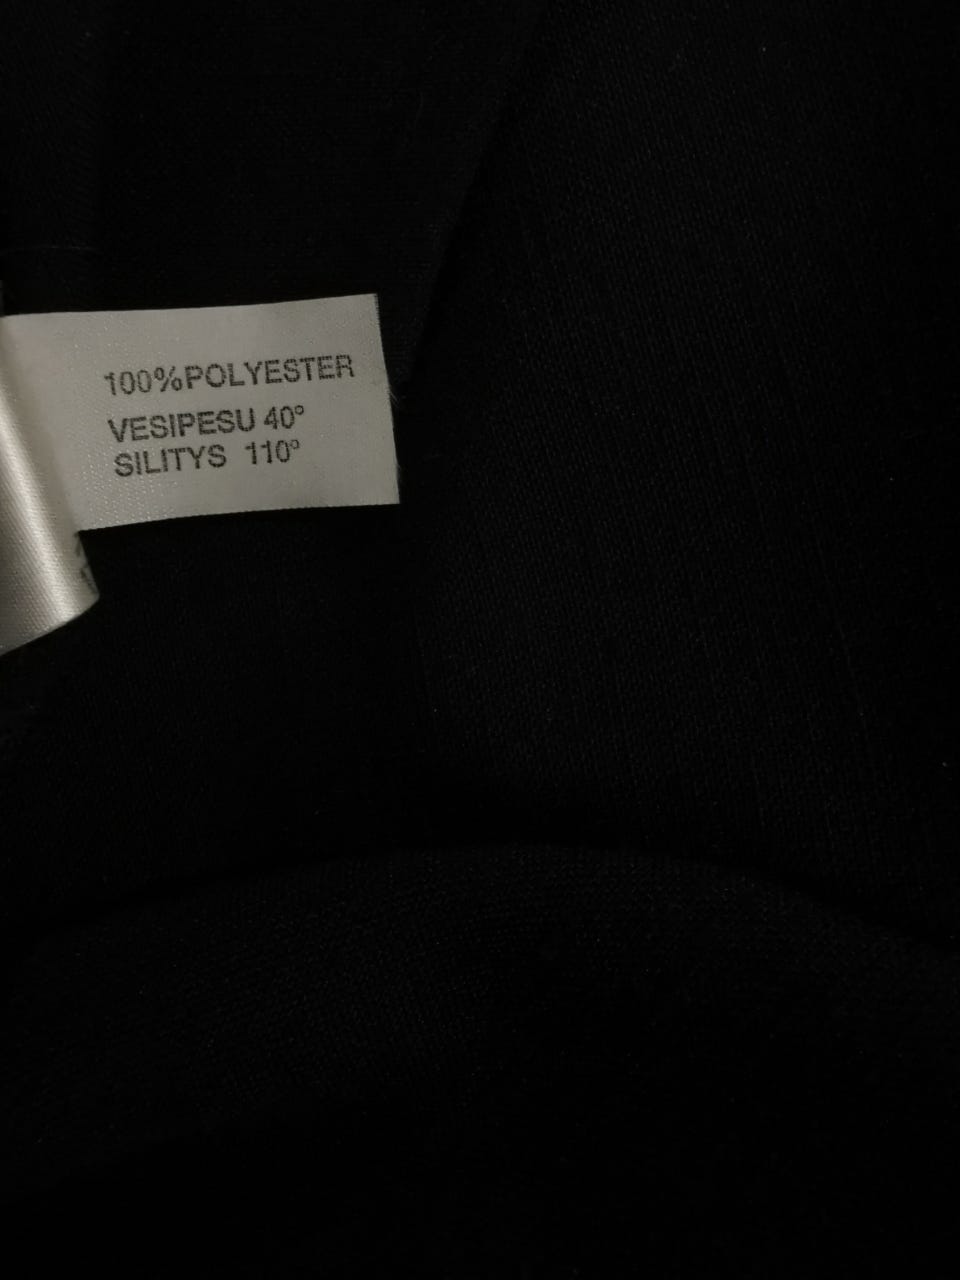 100%POLYESTER
VESIPESU 40°
SILITYS 110°